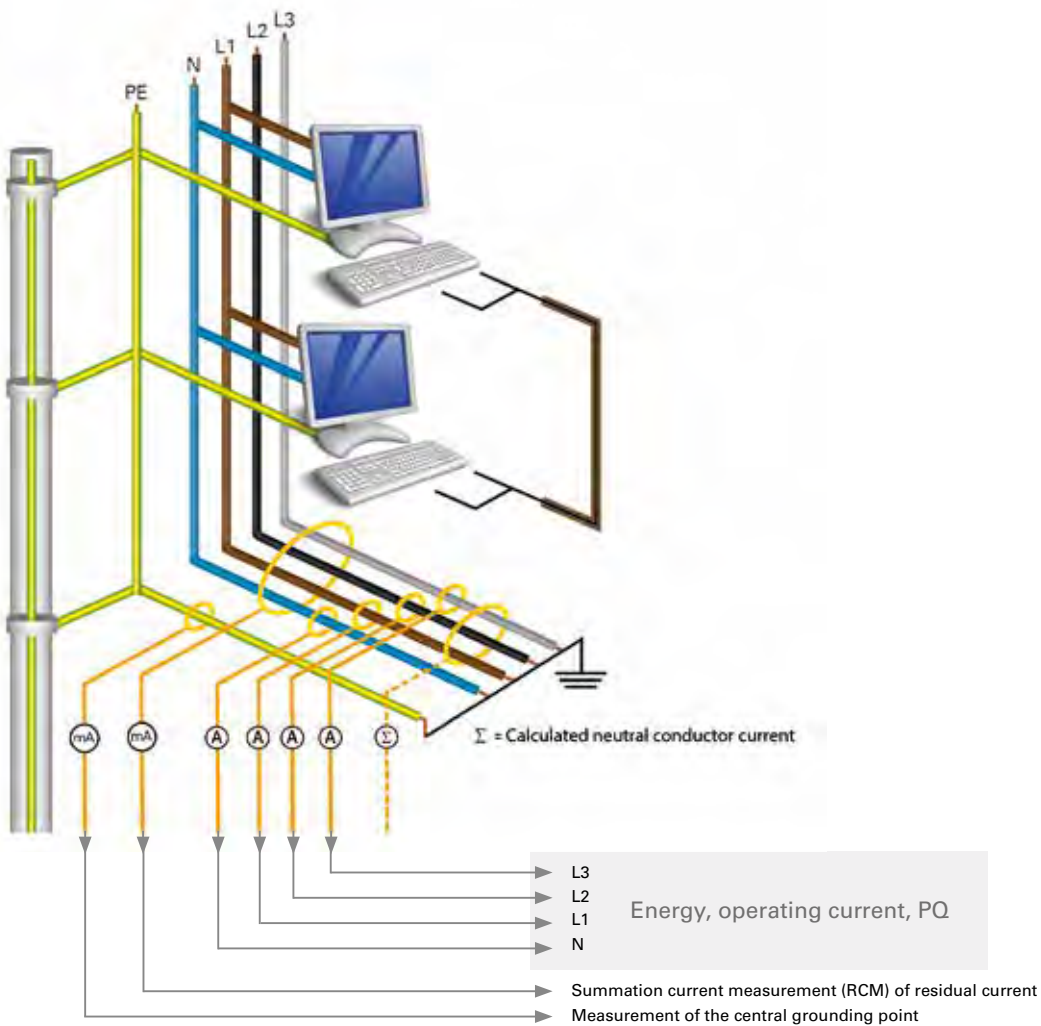 L3
L2
L1
N
PE
mA
mA
A
A
A
A
Σ
Σ = Calculated neutral conductor current
L3
L2
L1
N
Energy, operating current, PQ
Summation current measurement (RCM) of residual current
Measurement of the central grounding point